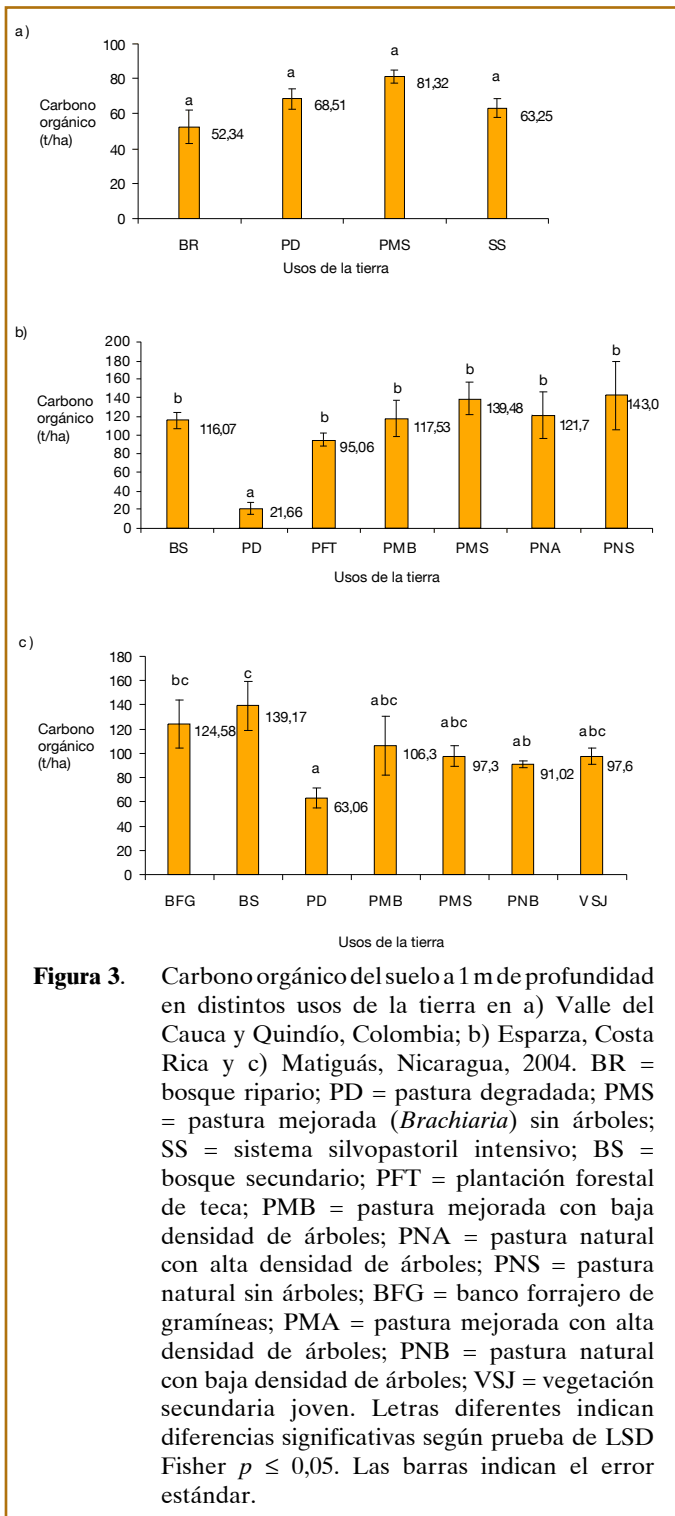 a)
100
80
60
40
20
0
Carbono
orgánico
(t/ha)
a a a a
52,34 68,51 81,32 63,25
BR PD PMS SS
Usos de la tierra
b)
200
180
160
140
120
100
80
60
40
20
0
Carbono
orgánico
(t/ha)
b a b b b b b
116,07 21,66 95,06 117,53 139,48 121,7 143,0
BS PD PFT PMB PMS PNA PNS
Usos de la tierra
c)
180
160
140
120
100
80
60
40
20
0
Carbono
orgánico
(t/ha)
bc c a abc abc ab abc
124,58 139,17 63,06 106,3 97,3 91,02 97,6
BFG BS PD PMB PMS PNB VSJ
Usos de la tierra
Figura 3. Carbono orgánico del suelo a 1 m de profundidad
en distintos usos de la tierra en a) Valle del
Cauca y Quindío, Colombia; b) Esparza, Costa
Rica y c) Matiguás, Nicaragua, 2004. BR =
bosque ripario; PD = pastura degradada; PMS
= pastura mejorada (Brachiaria) sin árboles;
SS = sistema silvopastoril intensivo; BS =
bosque secundario; PFT = plantación forestal
de teca; PMB = pastura mejorada con baja
densidad de árboles; PNA = pastura natural
con alta densidad de árboles; PNS = pastura
natural sin árboles; BFG = banco forrajero de
gramíneas; PMA = pastura mejorada con alta
densidad de árboles; PNB = pastura natural
con baja densidad de árboles; VSJ = vegetación
secundaria joven. Letras diferentes indican
diferencias significativas según prueba de LSD
Fisher p ≤ 0,05. Las barras indican el error
estándar.